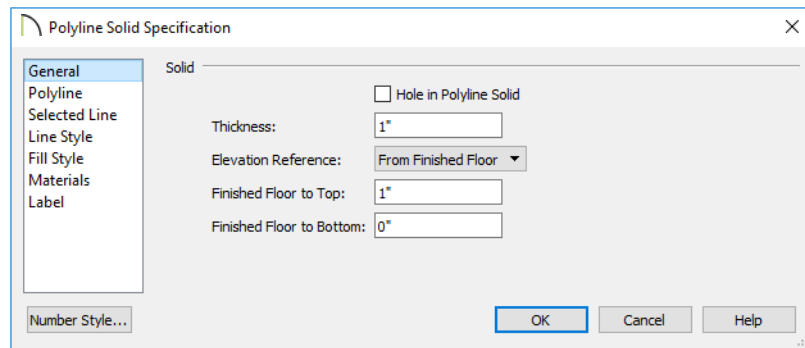 Polyline Solid Specification
General
Polyline
Selected Line
Line Style
Fill Style
Materials
Label
Solid
Hole in Polyline Solid
Thickness: 1"
Elevation Reference: From Finished Floor
Finished Floor to Top: 1"
Finished Floor to Bottom: 0"
Number Style...
OK Cancel Help